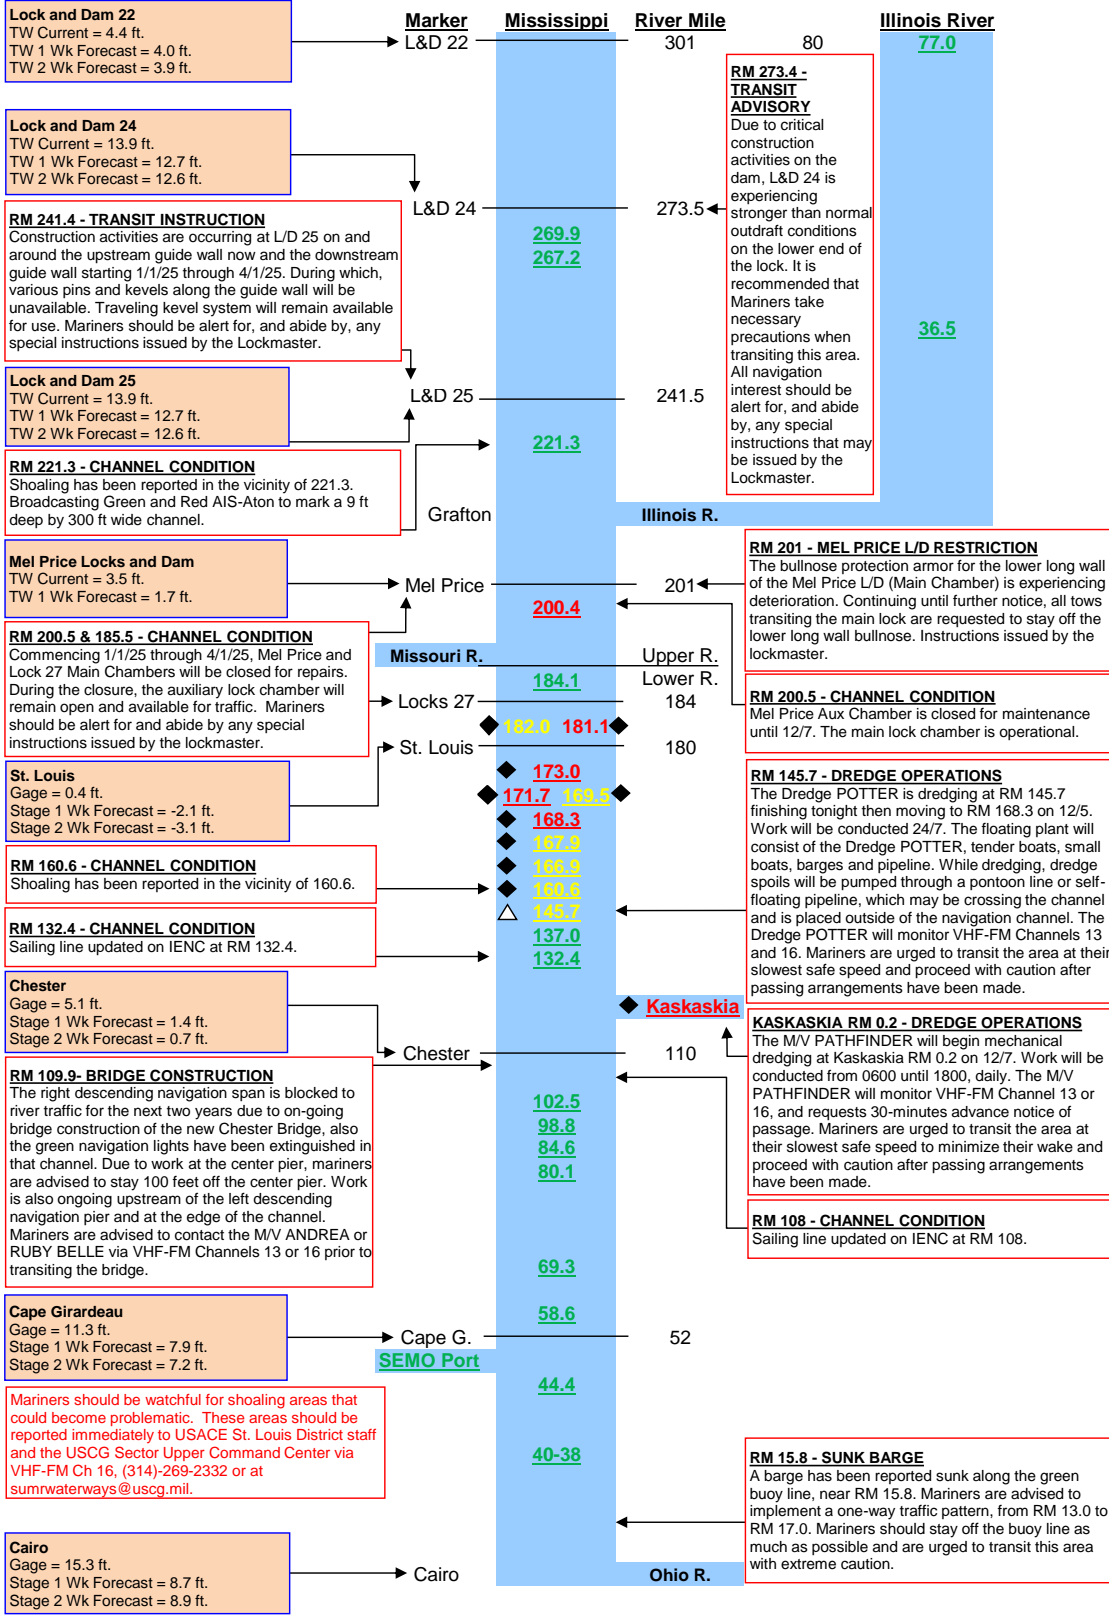 Marker Mississippi River Mile Illinois River
Lock and Dam 22
TW Current = 4.4 ft.
TW 1 Wk Forecast = 4.0 ft.
TW 2 Wk Forecast = 3.9 ft.
L&D 22 301 80 77.0
RM 273.4 -
TRANSIT
ADVISORY
Due to critical
construction
activities on the
dam, L&D 24 is
experiencing
stronger than normal
outdraft conditions
on the lower end of
the lock. It is
recommended that
Mariners take
necessary
precautions when
transiting this area.
All navigation
interest should be
alert for, and abide
by, any special
instructions that may
be issued by the
Lockmaster.
Lock and Dam 24
TW Current = 13.9 ft.
TW 1 Wk Forecast = 12.7 ft.
TW 2 Wk Forecast = 12.6 ft.
L&D 24 273.5
269.9
267.2
36.5
RM 241.4 - TRANSIT INSTRUCTION
Construction activities are occurring at L/D 25 on and
around the upstream guide wall now and the downstream
guide wall starting 1/1/25 through 4/1/25. During which,
various pins and kevels along the guide wall will be
unavailable. Traveling kevel system will remain available
for use. Mariners should be alert for, and abide by, any
special instructions issued by the Lockmaster.
Lock and Dam 25
TW Current = 13.9 ft.
TW 1 Wk Forecast = 12.7 ft.
TW 2 Wk Forecast = 12.6 ft.
L&D 25 241.5
221.3
RM 221.3 - CHANNEL CONDITION
Shoaling has been reported in the vicinity of 221.3.
Broadcasting Green and Red AIS-Aton to mark a 9 ft
deep by 300 ft wide channel.
Grafton Illinois R.
Mel Price Locks and Dam
TW Current = 3.5 ft.
TW 1 Wk Forecast = 1.7 ft.
Mel Price 201
200.4
RM 201 - MEL PRICE L/D RESTRICTION
The bullnose protection armor for the lower long wall
of the Mel Price L/D (Main Chamber) is experiencing
deterioration. Continuing until further notice, all tows
transiting the main lock are requested to stay off the
lower long wall bullnose. Instructions issued by the
lockmaster.
RM 200.5 & 185.5 - CHANNEL CONDITION
Commencing 1/1/25 through 4/1/25, Mel Price and
Lock 27 Main Chambers will be closed for repairs.
During the closure, the auxiliary lock chamber will
remain open and available for traffic. Mariners
should be alert for and abide by any special
instructions issued by the lockmaster.
Missouri R. Upper R.
Lower R.
184.1
Locks 27 184
182.0 181.1
St. Louis 180
RM 200.5 - CHANNEL CONDITION
Mel Price Aux Chamber is closed for maintenance
until 12/7. The main lock chamber is operational.
St. Louis
Gage = 0.4 ft.
Stage 1 Wk Forecast = -2.1 ft.
Stage 2 Wk Forecast = -3.1 ft.
173.0
171.7 169.5
168.3
167.9
166.9
160.6
145.7
137.0
132.4
RM 145.7 - DREDGE OPERATIONS
The Dredge POTTER is dredging at RM 145.7
finishing tonight then moving to RM 168.3 on 12/5.
Work will be conducted 24/7. The floating plant will
consist of the Dredge POTTER, tender boats, small
boats, barges and pipeline. While dredging, dredge
spoils will be pumped through a pontoon line or self-
floating pipeline, which may be crossing the channel
and is placed outside of the navigation channel. The
Dredge POTTER will monitor VHF-FM Channels 13
and 16. Mariners are urged to transit the area at their
slowest safe speed and proceed with caution after
passing arrangements have been made.
RM 160.6 - CHANNEL CONDITION
Shoaling has been reported in the vicinity of 160.6.
RM 132.4 - CHANNEL CONDITION
Sailing line updated on IENC at RM 132.4.
Chester
Gage = 5.1 ft.
Stage 1 Wk Forecast = 1.4 ft.
Stage 2 Wk Forecast = 0.7 ft.
Kaskaskia
Chester 110
KASKASKIA RM 0.2 - DREDGE OPERATIONS
The M/V PATHFINDER will begin mechanical
dredging at Kaskaskia RM 0.2 on 12/7. Work will be
conducted from 0600 until 1800, daily. The M/V
PATHFINDER will monitor VHF-FM Channel 13 or
16, and requests 30-minutes advance notice of
passage. Mariners are urged to transit the area at
their slowest safe speed to minimize their wake and
proceed with caution after passing arrangements
have been made.
RM 109.9- BRIDGE CONSTRUCTION
The right descending navigation span is blocked to
river traffic for the next two years due to on-going
bridge construction of the new Chester Bridge, also
the green navigation lights have been extinguished in
that channel. Due to work at the center pier, mariners
are advised to stay 100 feet off the center pier. Work
is also ongoing upstream of the left descending
navigation pier and at the edge of the channel.
Mariners are advised to contact the M/V ANDREA or
RUBY BELLE via VHF-FM Channels 13 or 16 prior to
transiting the bridge.
102.5
98.8
84.6
80.1
RM 108 - CHANNEL CONDITION
Sailing line updated on IENC at RM 108.
69.3
58.6
Cape Girardeau
Gage = 11.3 ft.
Stage 1 Wk Forecast = 7.9 ft.
Stage 2 Wk Forecast = 7.2 ft.
Cape G. 52
SEMO Port
44.4
40-38
Mariners should be watchful for shoaling areas that
could become problematic. These areas should be
reported immediately to USACE St. Louis District staff
and the USCG Sector Upper Command Center via
VHF-FM Ch 16, (314)-269-2332 or at
sumrwaterways@uscg.mil.
RM 15.8 - SUNK BARGE
A barge has been reported sunk along the green
buoy line, near RM 15.8. Mariners are advised to
implement a one-way traffic pattern, from RM 13.0 to
RM 17.0. Mariners should stay off the buoy line as
much as possible and are urged to transit this area
with extreme caution.
Cairo
Gage = 15.3 ft.
Stage 1 Wk Forecast = 8.7 ft.
Stage 2 Wk Forecast = 8.9 ft.
Cairo Ohio R.